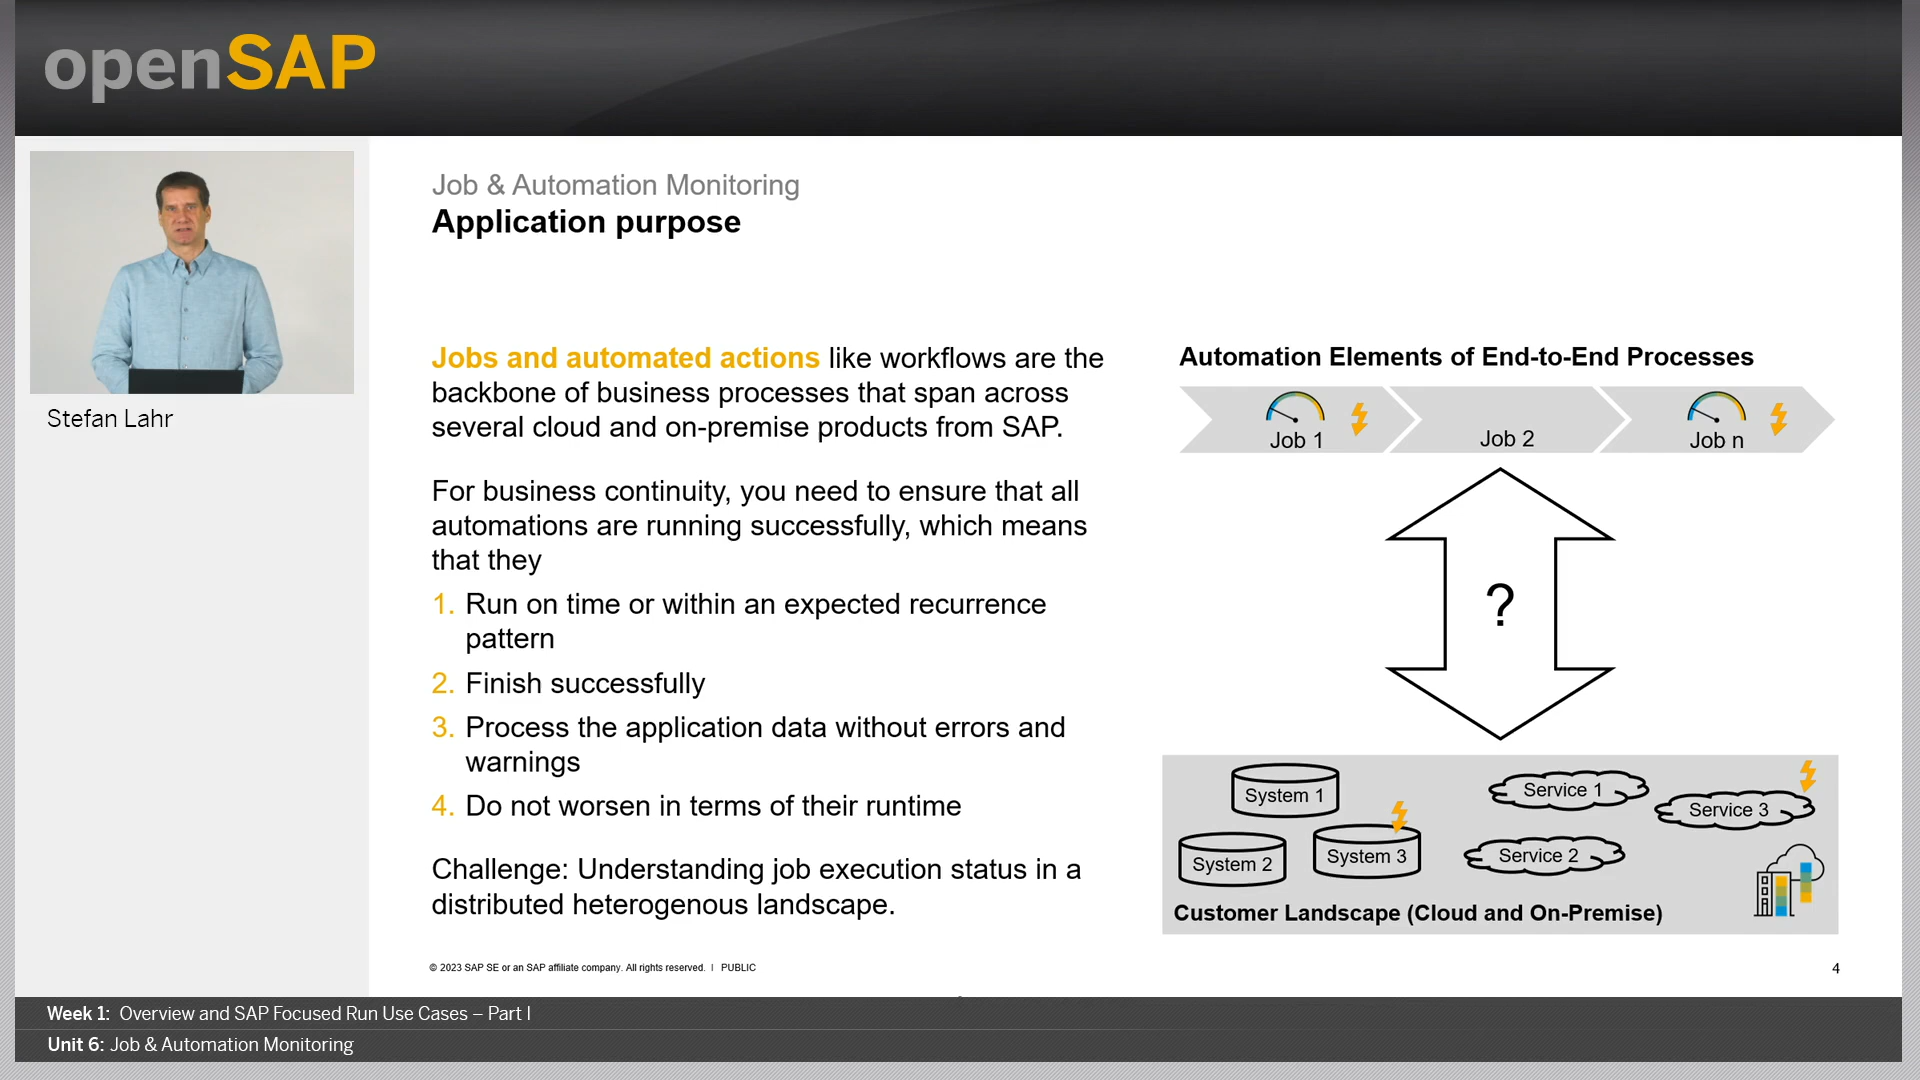 openSAP
Stefan Lahr
Job & Automation Monitoring
Application purpose
Jobs and automated actions like workflows are the
backbone of business processes that span across
several cloud and on-premise products from SAP.
For business continuity, you need to ensure that all
automations are running successfully, which means
that they
1. Run on time or within an expected recurrence
pattern
2. Finish successfully
3. Process the application data without errors and
warnings
4. Do not worsen in terms of their runtime
Challenge: Understanding job execution status in a
distributed heterogenous landscape.
Automation Elements of End-to-End Processes
Job 1
Job 2
Job n
?
System 1
System 2
System 3
Service 1
Service 2
Service 3
Customer Landscape (Cloud and On-Premise)
© 2023 SAP SE or an SAP affiliate company. All rights reserved. I PUBLIC
4
Week 1: Overview and SAP Focused Run Use Cases – Part I
Unit 6: Job & Automation Monitoring